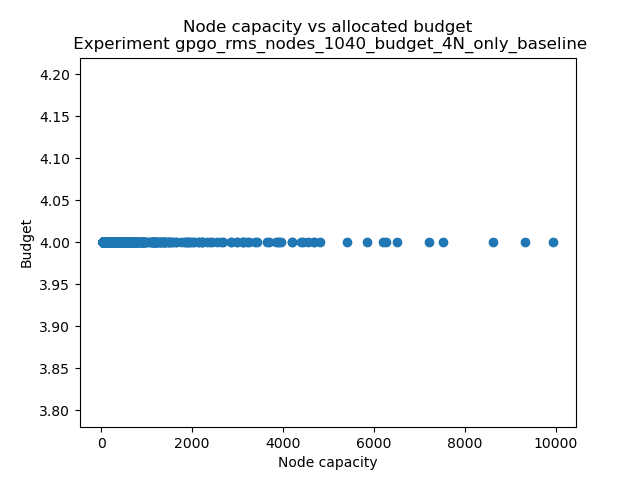 Node capacity vs allocated budget
Experiment gpgo_rms_nodes_1040_budget_4N_only_baseline
4.20
4.15
4.10
4.05
4.00
3.95
3.90
3.85
3.80
Budget
0 2000 4000 6000 8000 10000
Node capacity